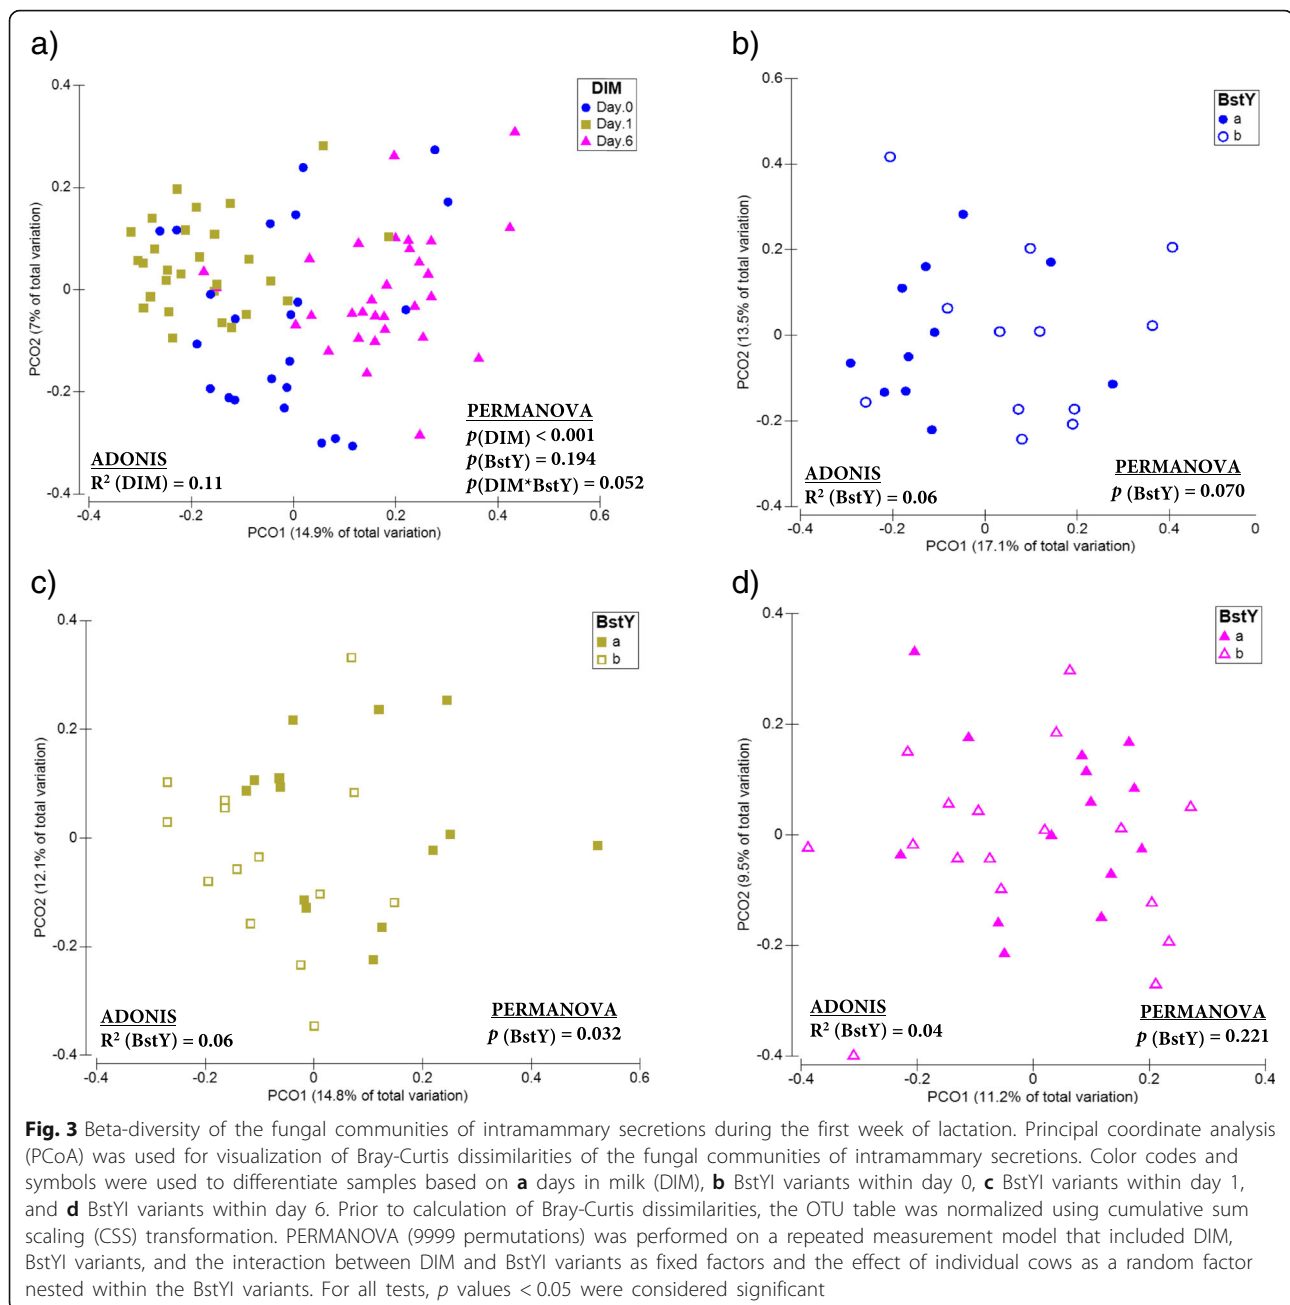 a)
0.4
0.2
0
-0.2
-0.4
PCO2 (7% of total variation)
DIM
Day.0
Day.1
Day.6
ADONIS
R² (DIM) = 0.11
PERMANOVA
p(DIM) < 0.001
p(BstY) = 0.194
p(DIM*BstY) = 0.052
-0.4 -0.2 0 0.2 0.4 0.6
PCO1 (14.9% of total variation)
b)
0.6
0.4
0.2
0
-0.2
-0.4
PCO2 (13.5% of total variation)
BstY
a
b
ADONIS
R² (BstY) = 0.06
PERMANOVA
p (BstY) = 0.070
-0.4 -0.2 0 0.2 0.4 0
PCO1 (17.1% of total variation)
c)
0.4
0.2
0
-0.2
-0.4
PCO2 (12.1% of total variation)
BstY
a
b
ADONIS
R² (BstY) = 0.06
PERMANOVA
p (BstY) = 0.032
-0.4 -0.2 0 0.2 0.4 0.6
PCO1 (14.8% of total variation)
d)
0.4
0.2
0
-0.2
-0.4
PCO2 (9.5% of total variation)
BstY
a
b
ADONIS
R² (BstY) = 0.04
PERMANOVA
p (BstY) = 0.221
-0.4 -0.2 0 0.2 0.4
PCO1 (11.2% of total variation)
Fig. 3 Beta-diversity of the fungal communities of intramammary secretions during the first week of lactation. Principal coordinate analysis
(PCoA) was used for visualization of Bray-Curtis dissimilarities of the fungal communities of intramammary secretions. Color codes and
symbols were used to differentiate samples based on a days in milk (DIM), b BstYI variants within day 0, c BstYI variants within day 1,
and d BstYI variants within day 6. Prior to calculation of Bray-Curtis dissimilarities, the OTU table was normalized using cumulative sum
scaling (CSS) transformation. PERMANOVA (9999 permutations) was performed on a repeated measurement model that included DIM,
BstYI variants, and the interaction between DIM and BstYI variants as fixed factors and the effect of individual cows as a random factor
nested within the BstYI variants. For all tests, p values < 0.05 were considered significant